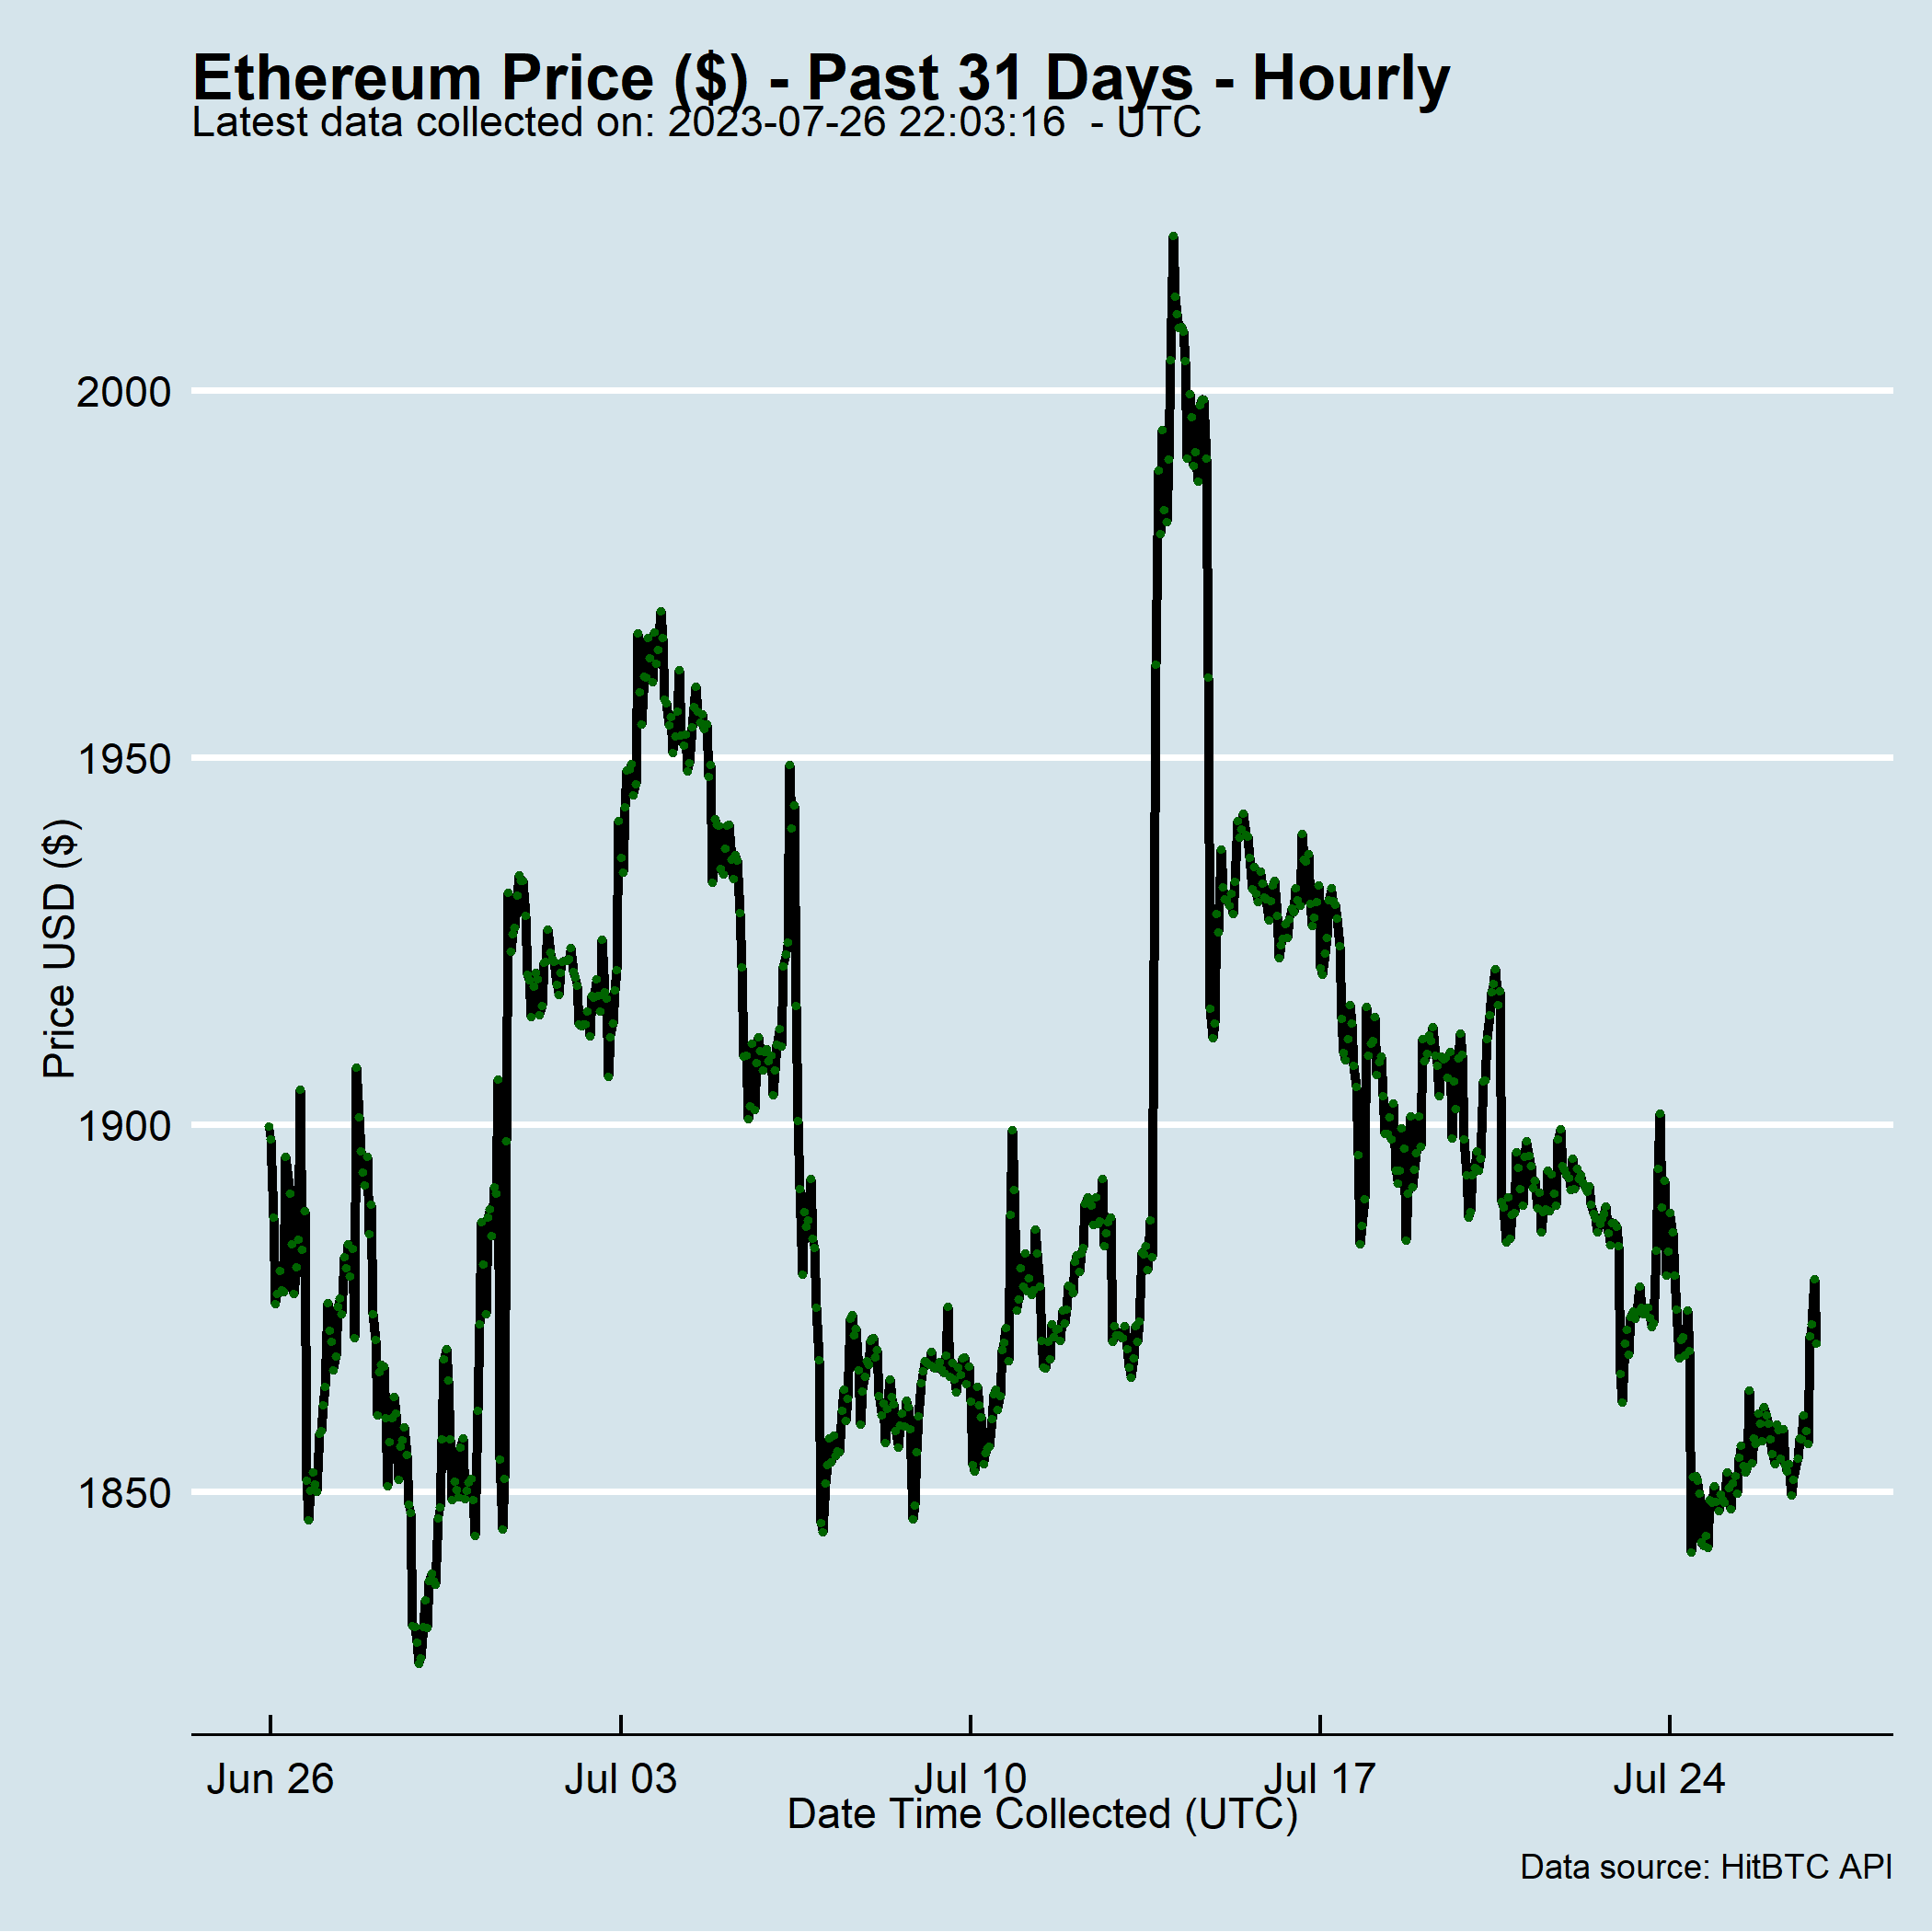 Ethereum Price ($) - Past 31 Days - Hourly
Latest data collected on: 2023-07-26 22:03:16  - UTC
2000
1950
1900
1850
Price USD ($)
Jun 26 Jul 03 Jul 10 Jul 17 Jul 24
Date Time Collected (UTC)
Data source: HitBTC API